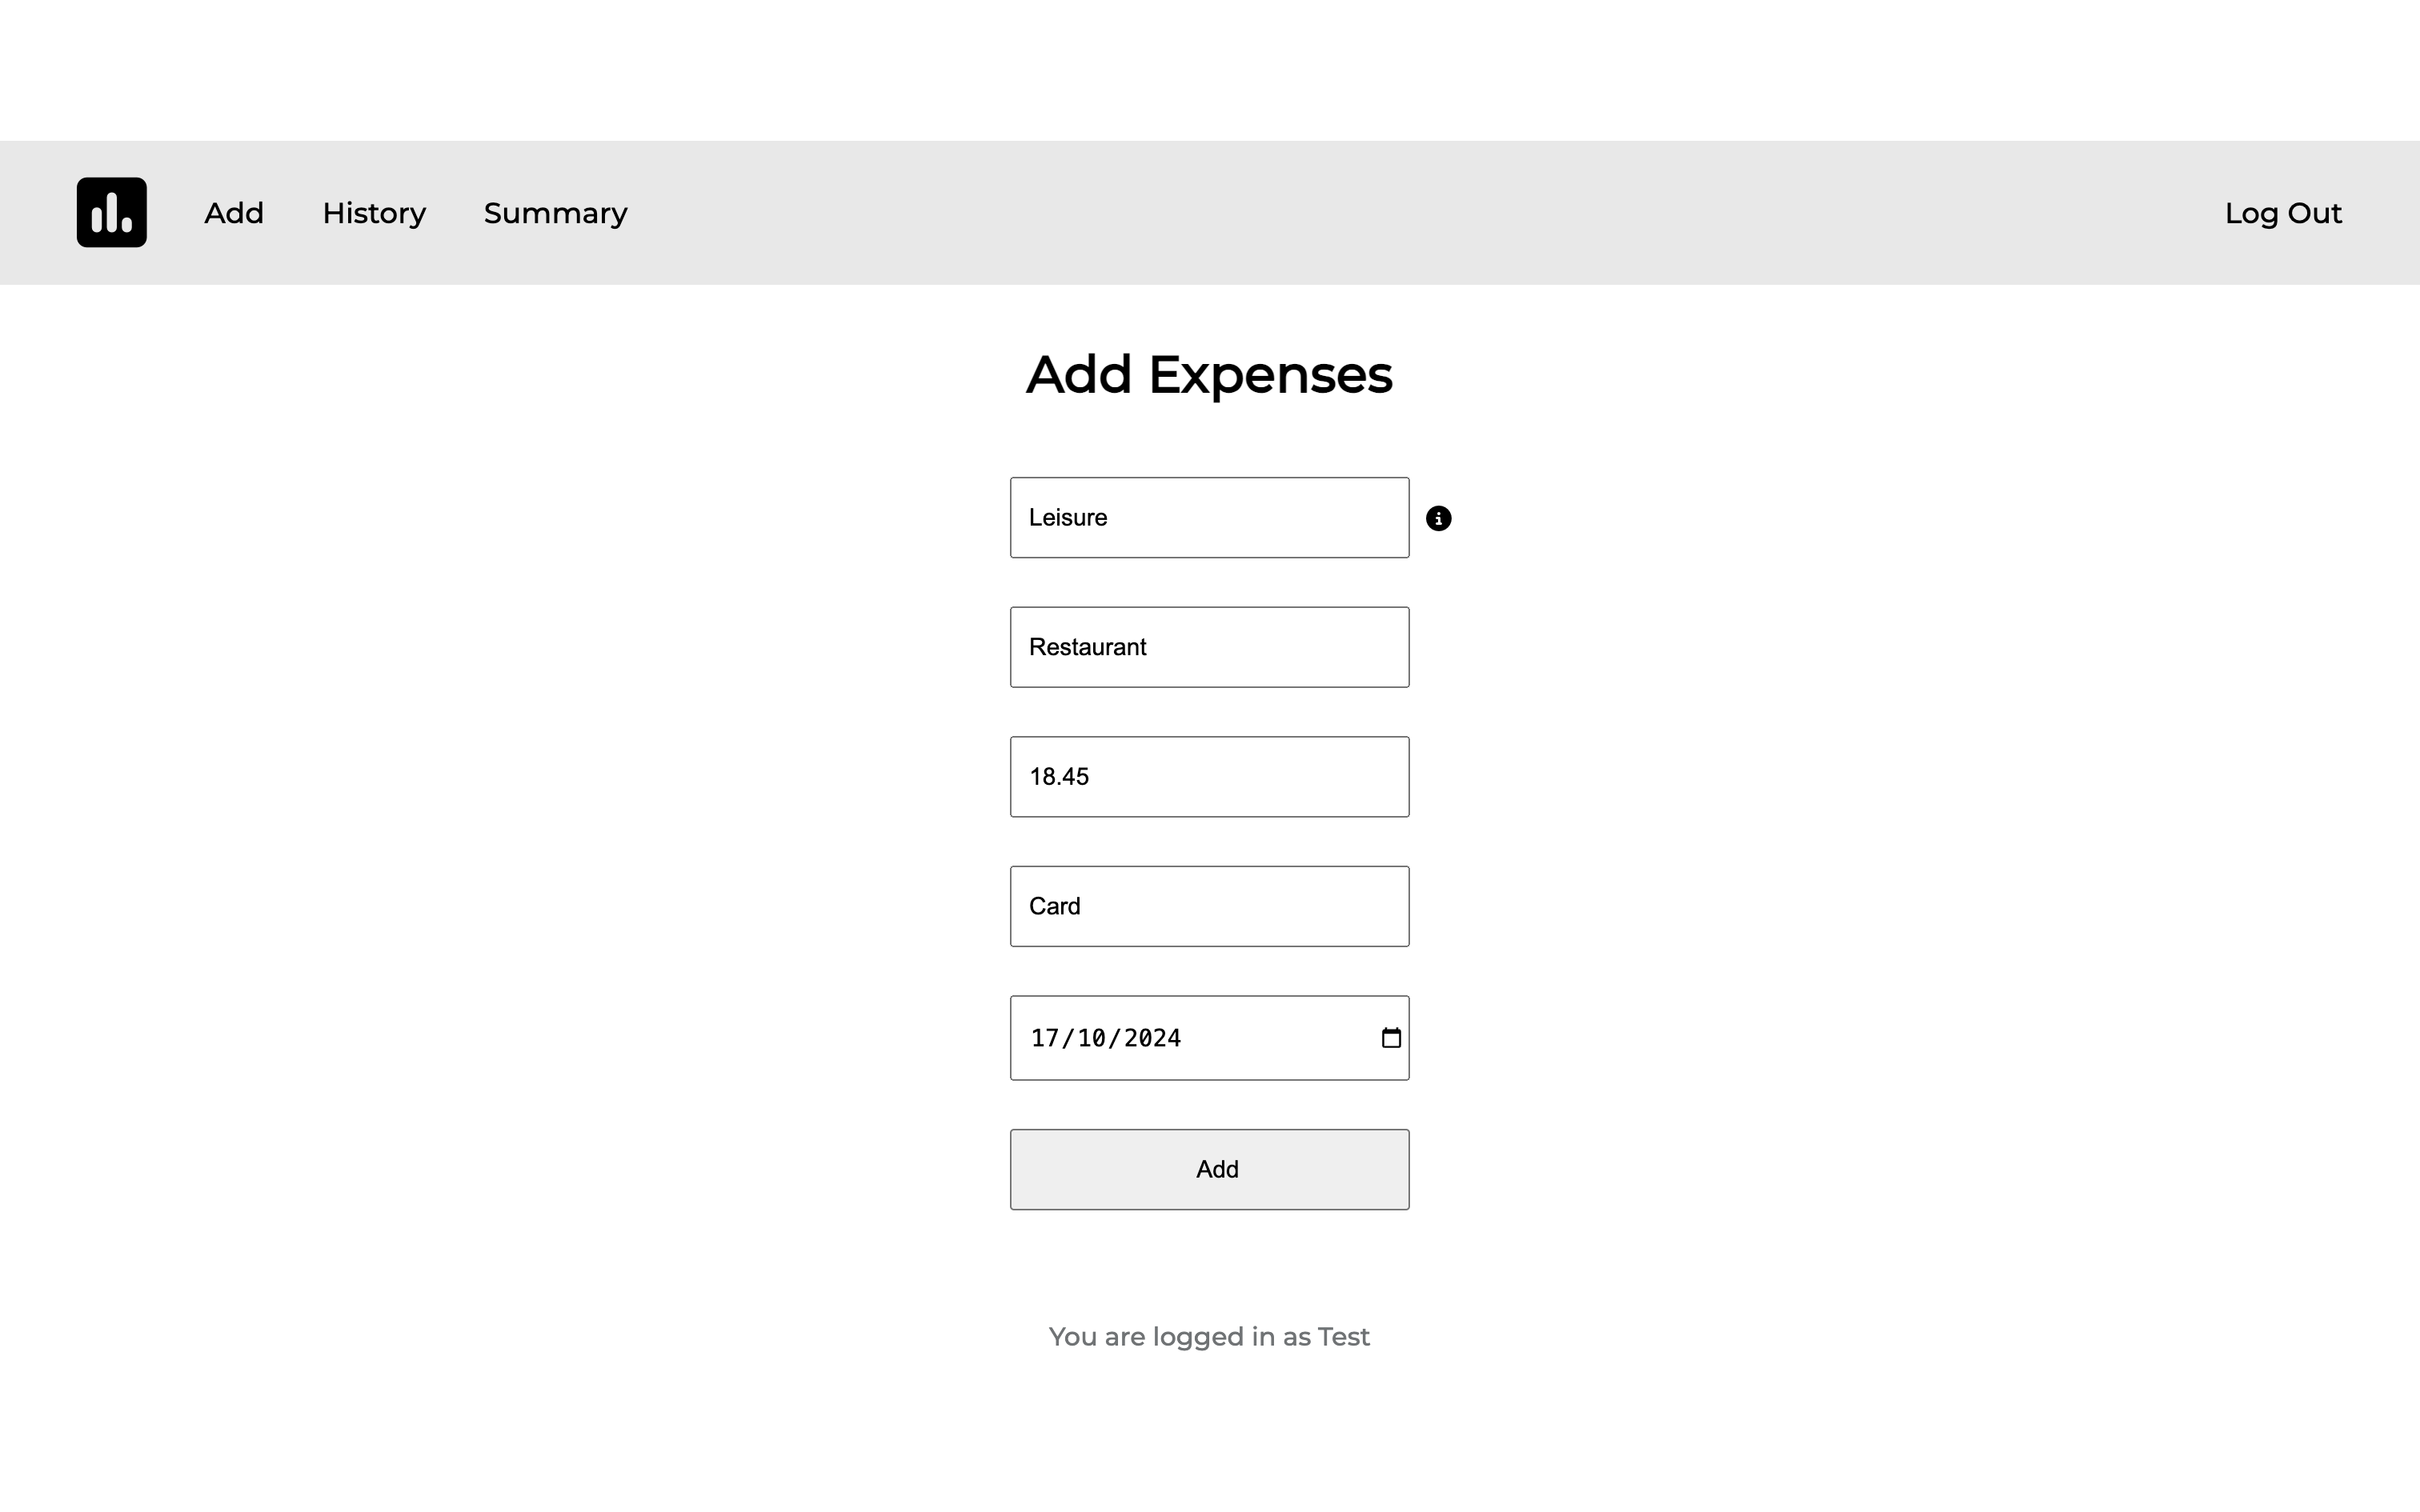 Add History Summary Log Out
Add Expenses
Leisure
Restaurant
18.45
Card
17/10/2024
Add
You are logged in as Test